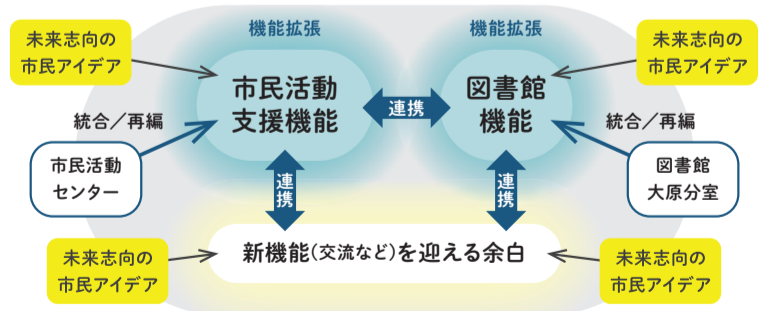 機能拡張
機能拡張
未来志向の
市民アイデア
未来志向の
市民アイデア
市民活動
支援機能
連携
図書館
機能
統合／再編
統合／再編
市民活動
センター
図書館
大原分室
連携
連携
新機能(交流など)を迎える余白
未来志向の
市民アイデア
未来志向の
市民アイデア